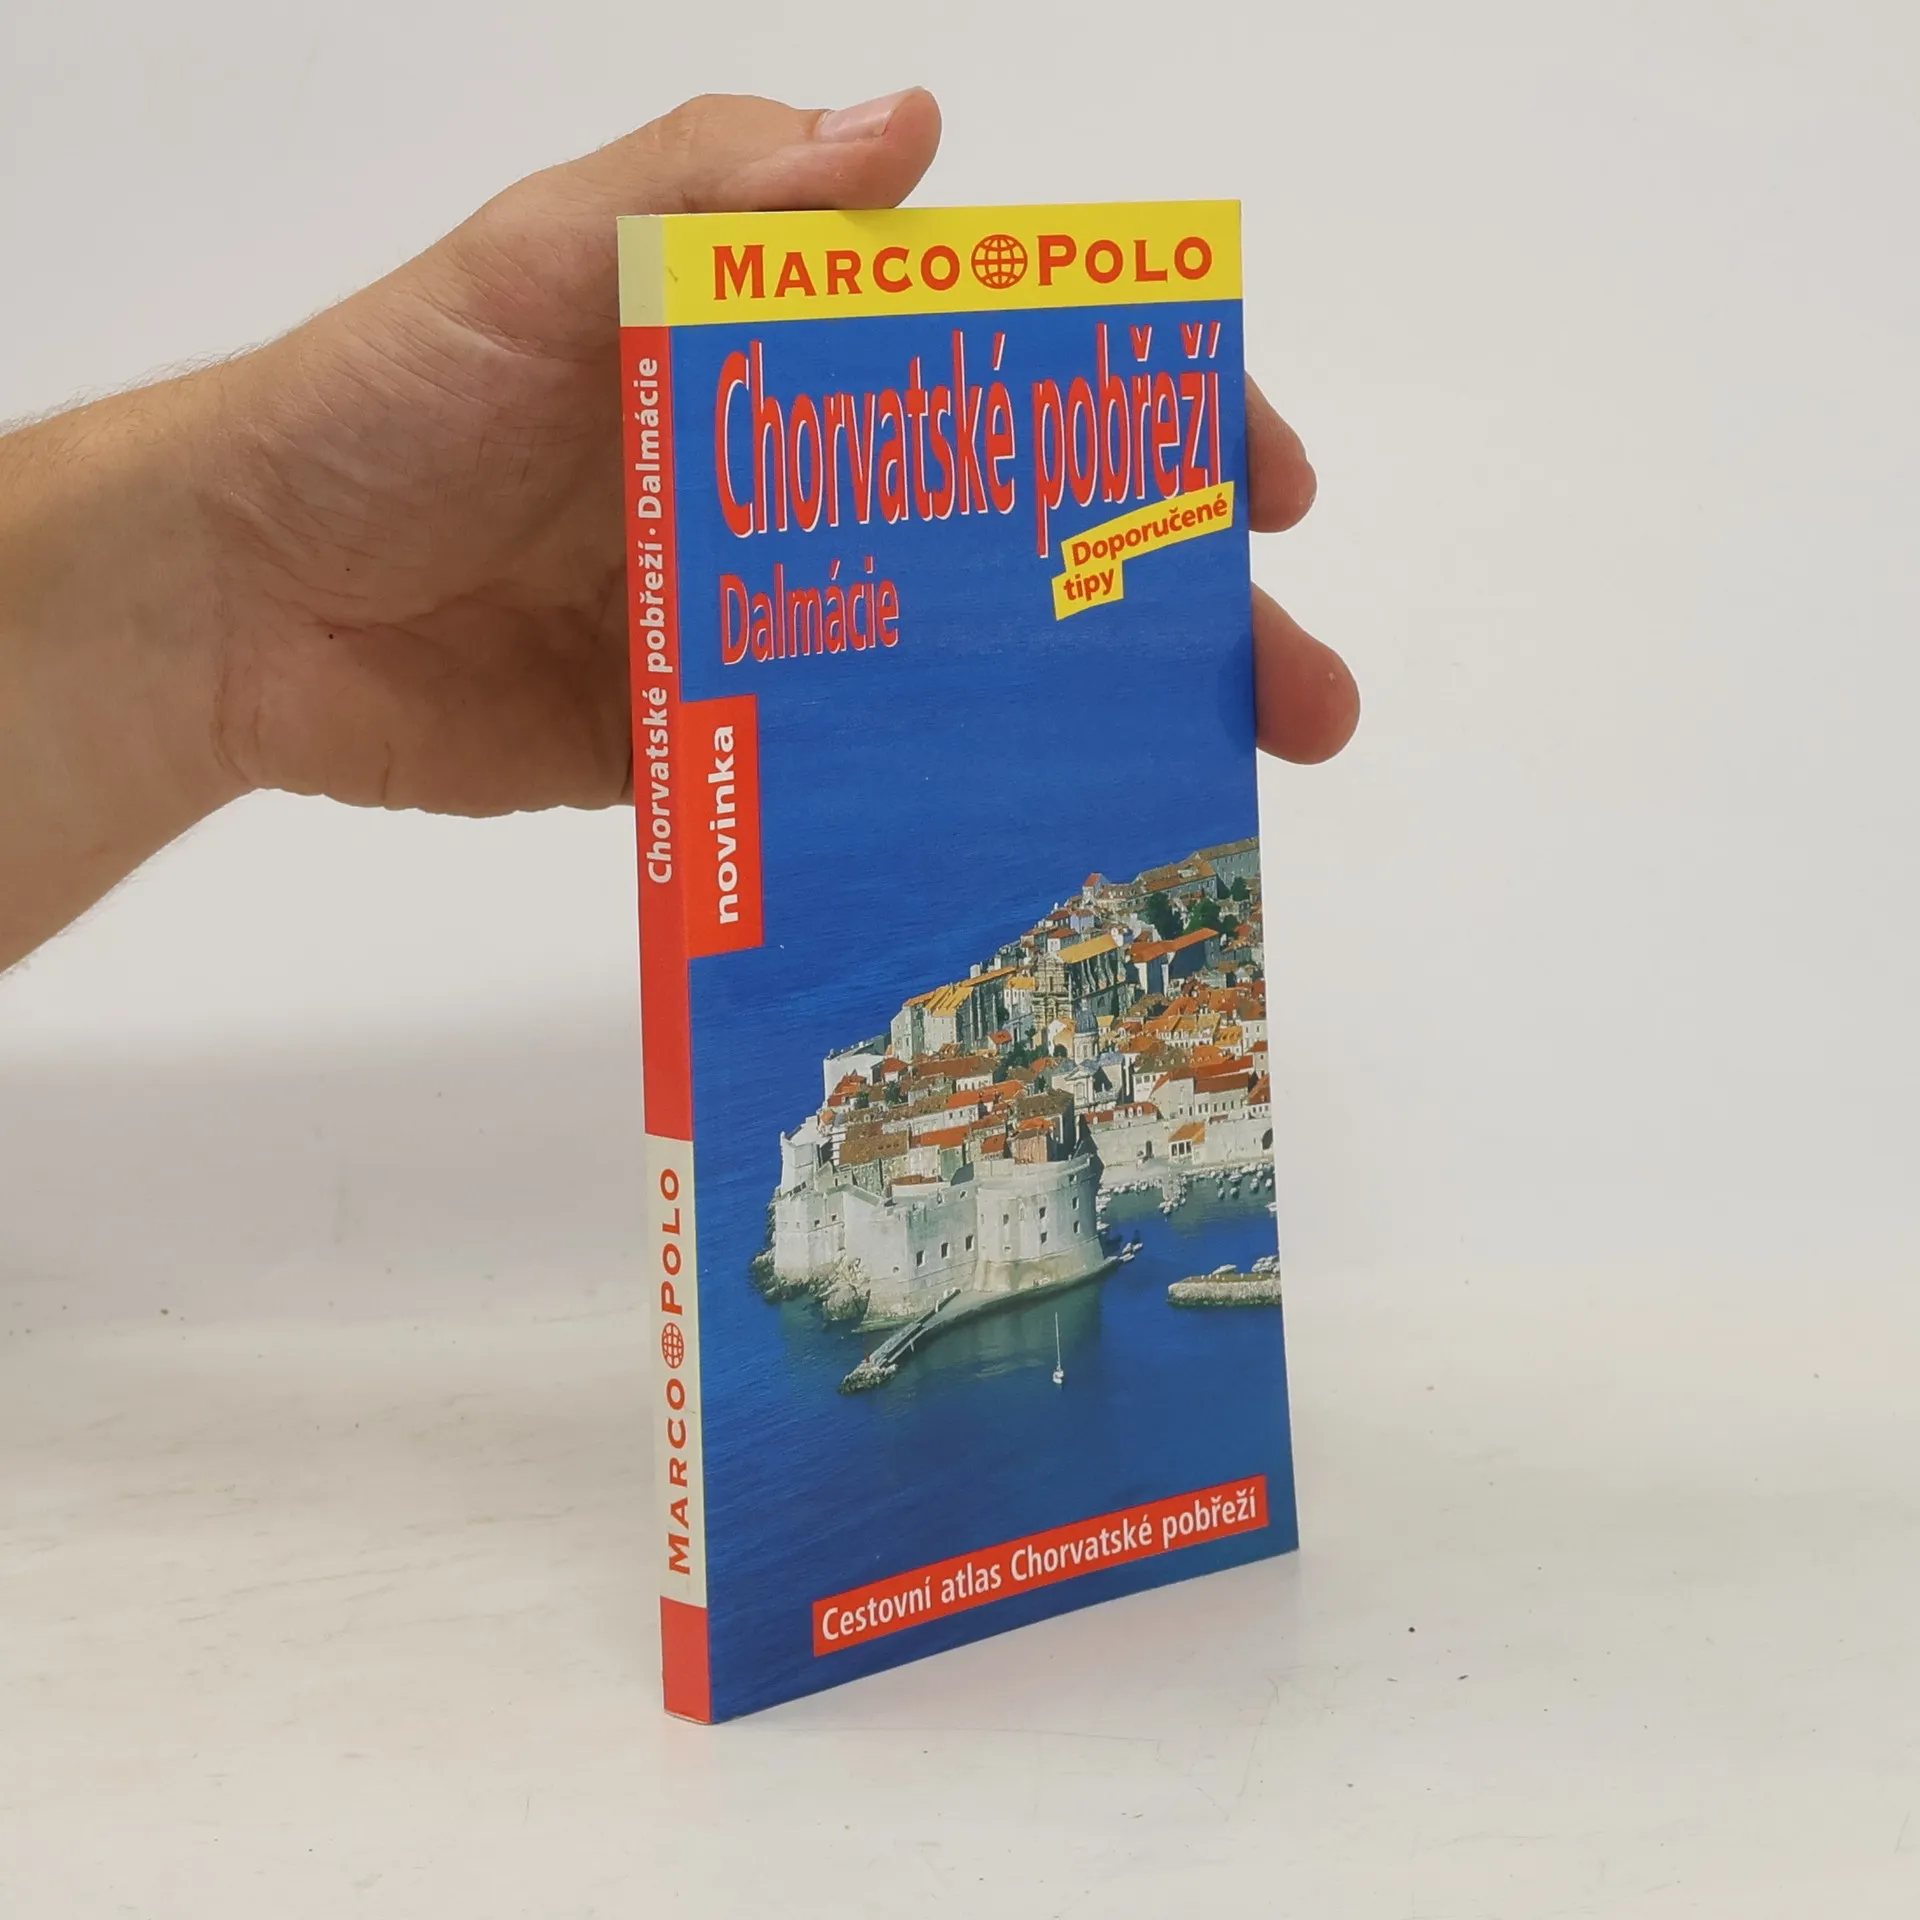 MARCO POLO
Chorvatské pobřeží
Doporučené
tipy
Dalmácie
novinka
Cestovní atlas Chorvatské pobřeží
Chorvatské pobřeží · Dalmácie
MARCO POLO